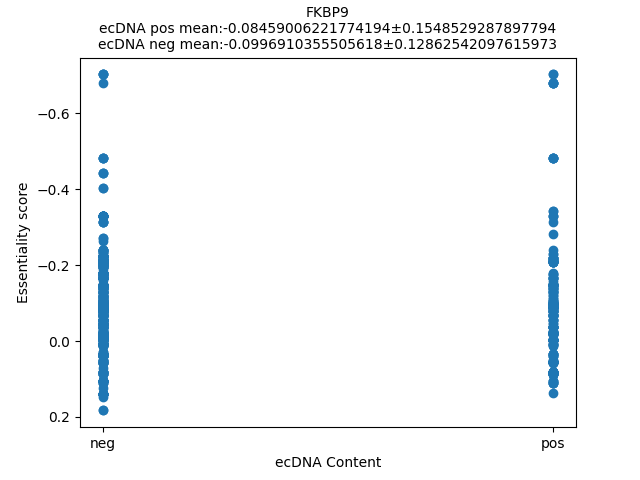 FKBP9
ecDNA pos mean:-0.08459006221774194±0.1548529287897794
ecDNA neg mean:-0.0996910355505618±0.12862542097615973
Essentiality score
−0.6
−0.4
−0.2
0.0
0.2
neg
pos
ecDNA Content